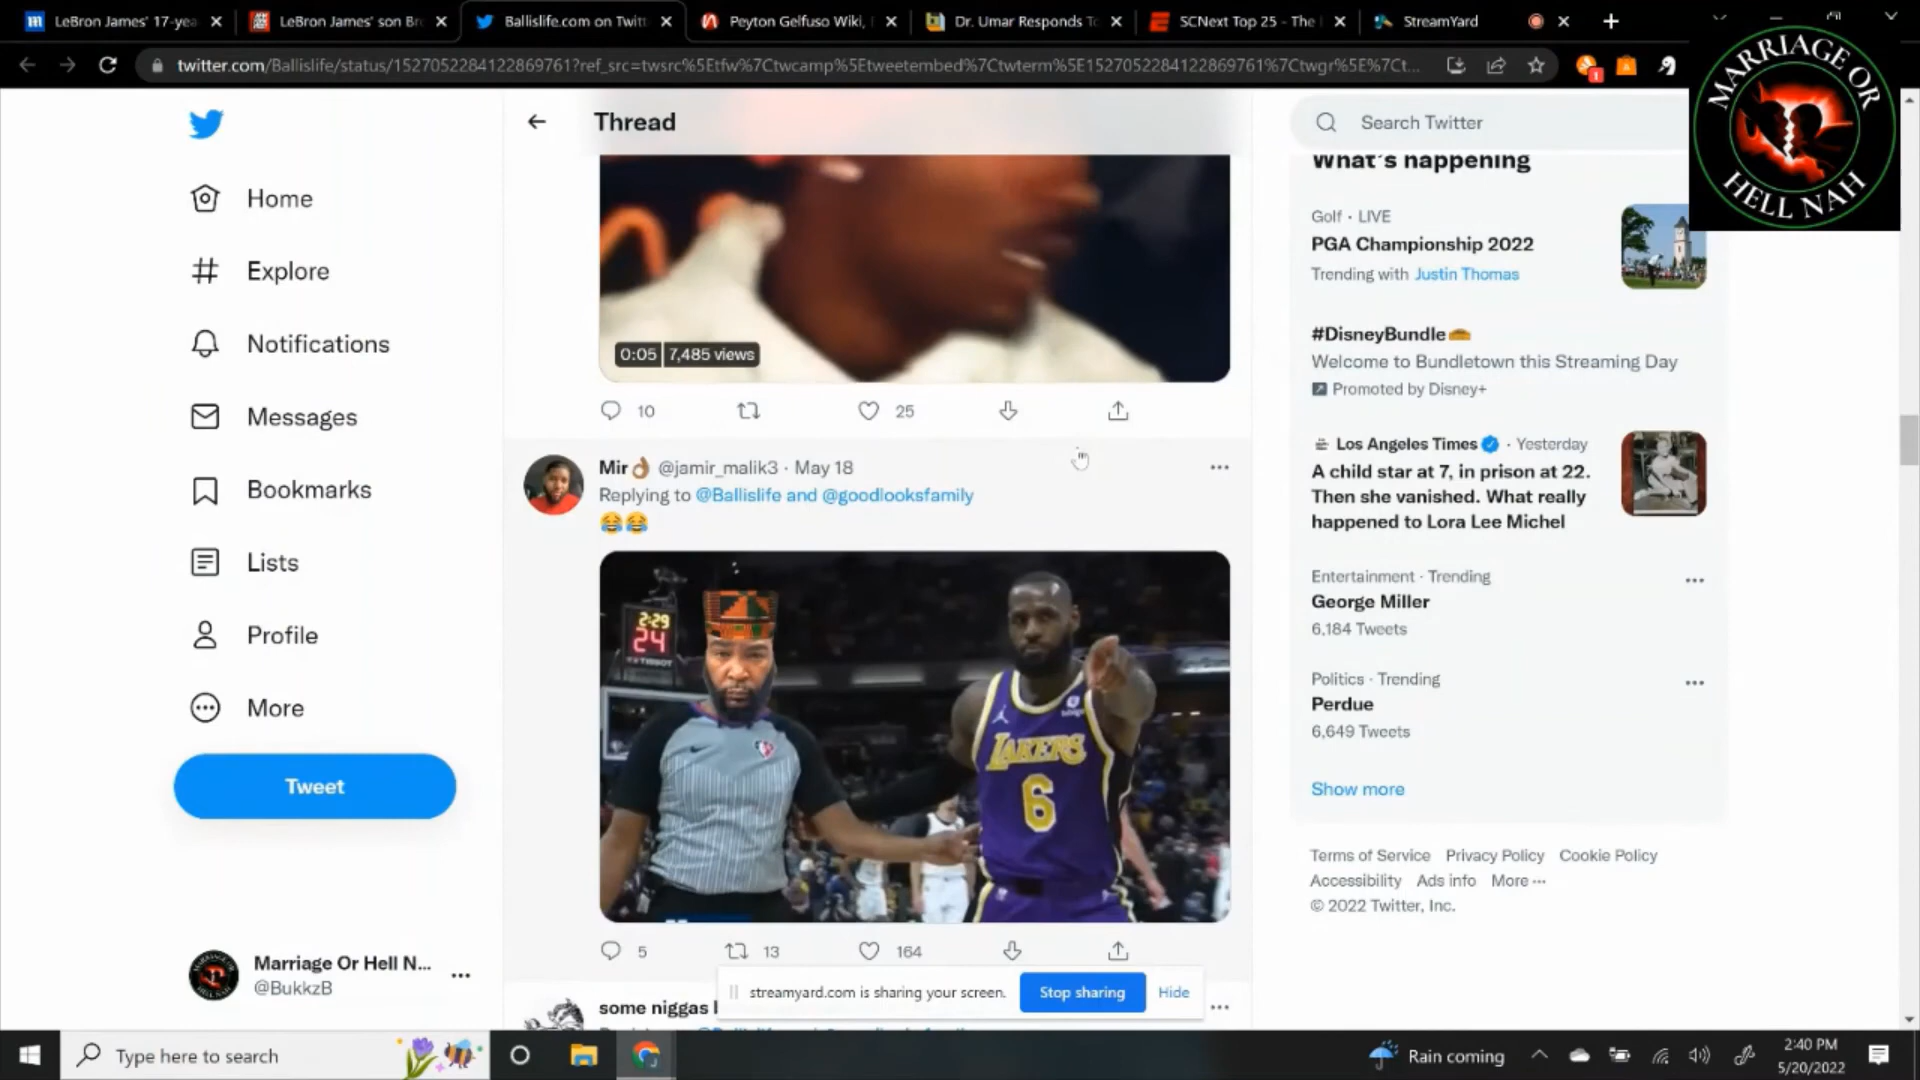 LeBron James' 17-yea
LeBron James' son Br
Ballislife.com on Twitt
Peyton Gelfuso Wiki,
Dr. Umar Responds To
SCNext Top 25 - The
StreamYard
twitter.com/Ballislife/status/1527052284122869761?ref_src=twsrc%5Etfw%7Ctwcamp%5Etweetembed%7Ctwterm%5E1527052284122869761%7Ctwgr%5E%7Ct...
1
MARRIAGE OR
HELL NAH
Home
Explore
Notifications
Messages
Bookmarks
Lists
Profile
More
Tweet
Marriage Or Hell N...
@BukkzB
Thread
0:05
7,485 views
10
25
Mir👌🏾 @jamir_malik3 · May 18
Replying to @Ballislife and @goodlooksfamily
😂😂
2:29
24
TISSOT
LAKERS
6
5
13
164
some niggas
streamyard.com is sharing your screen.
Stop sharing
Hide
Search Twitter
What's happening
Golf · LIVE
PGA Championship 2022
Trending with Justin Thomas
#DisneyBundle
Welcome to Bundletown this Streaming Day
Promoted by Disney+
Los Angeles Times · Yesterday
A child star at 7, in prison at 22.
Then she vanished. What really
happened to Lora Lee Michel
Entertainment · Trending
George Miller
6,184 Tweets
Politics · Trending
Perdue
6,649 Tweets
Show more
Terms of Service Privacy Policy Cookie Policy
Accessibility Ads info More ···
© 2022 Twitter, Inc.
Type here to search
Rain coming
2:40 PM
5/20/2022